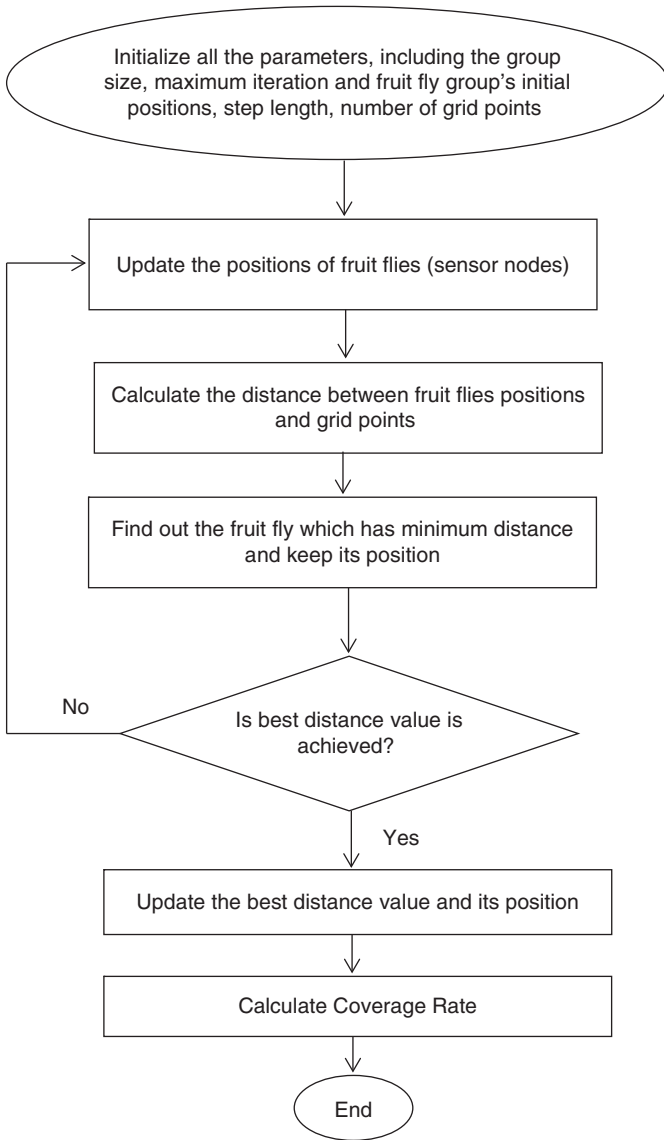 Initialize all the parameters, including the group
size, maximum iteration and fruit fly group's initial
positions, step length, number of grid points
Update the positions of fruit flies (sensor nodes)
Calculate the distance between fruit flies positions
and grid points
Find out the fruit fly which has minimum distance
and keep its position
No
Is best distance value is
achieved?
Yes
Update the best distance value and its position
Calculate Coverage Rate
End